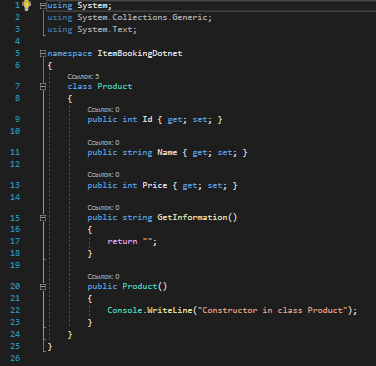 1 using System;
2 using System.Collections.Generic;
3 using System.Text;
4
5 namespace ItemBookingDotnet
6 {
Ссылок: 5
7 class Product
8 {
Ссылок: 0
9 public int Id { get; set; }
10
Ссылок: 0
11 public string Name { get; set; }
12
Ссылок: 0
13 public int Price { get; set; }
14
Ссылок: 0
15 public string GetInformation()
16 {
17 return "";
18 }
19
Ссылок: 0
20 public Product()
21 {
22 Console.WriteLine("Constructor in class Product");
23 }
24 }
25 }
26